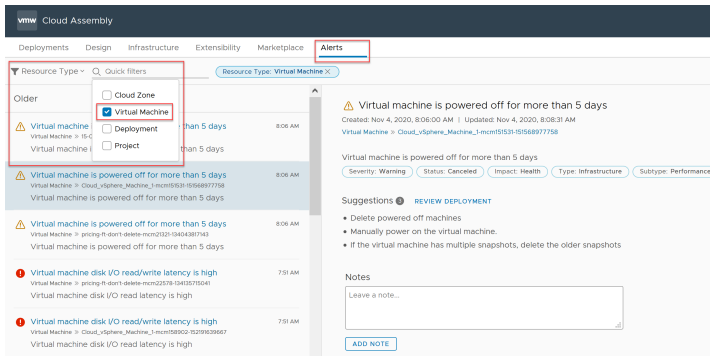 vmw Cloud Assembly
Deployments Design Infrastructure Extensibility Marketplace Alerts
Resource Type Quick filters Resource Type: Virtual Machine ×
Cloud Zone
Virtual Machine
Deployment
Project
Older
Virtual machine is powered off for more than 5 days 8:06 AM
Virtual Machine »
Virtual machine than 5 days
Virtual machine is powered off for more than 5 days 8:06 AM
Virtual Machine » Cloud_vSphere_Machine_1-mcm151531-151568977758
Virtual machine is powered off for more than 5 days
Virtual machine is powered off for more than 5 days 8:06 AM
Virtual Machine » pricing-ft-don't-delete-mcm21321-134043817143
Virtual machine is powered off for more than 5 days
Virtual machine disk I/O read/write latency is high 7:51 AM
Virtual Machine » pricing-ft-don't-delete-mcm22578-134135715041
Virtual machine disk I/O read latency is high
Virtual machine disk I/O read/write latency is high 7:51 AM
Virtual Machine » Cloud_vSphere_Machine_1-mcm158902-152191639667
Virtual machine disk I/O read latency is high
Virtual machine is powered off for more than 5 days
Created: Nov 4, 2020, 8:06:00 AM | Updated: Nov 4, 2020, 8:08:31 AM
Virtual Machine » Cloud_vSphere_Machine_1-mcm151531-151568977758
Virtual machine is powered off for more than 5 days
Severity: Warning Status: Canceled Impact: Health Type: Infrastructure Subtype: Performance
Suggestions 3 REVIEW DEPLOYMENT
• Delete powered off machines
• Manually power on the virtual machine.
• If the virtual machine has multiple snapshots, delete the older snapshots
Notes
Leave a note...
ADD NOTE